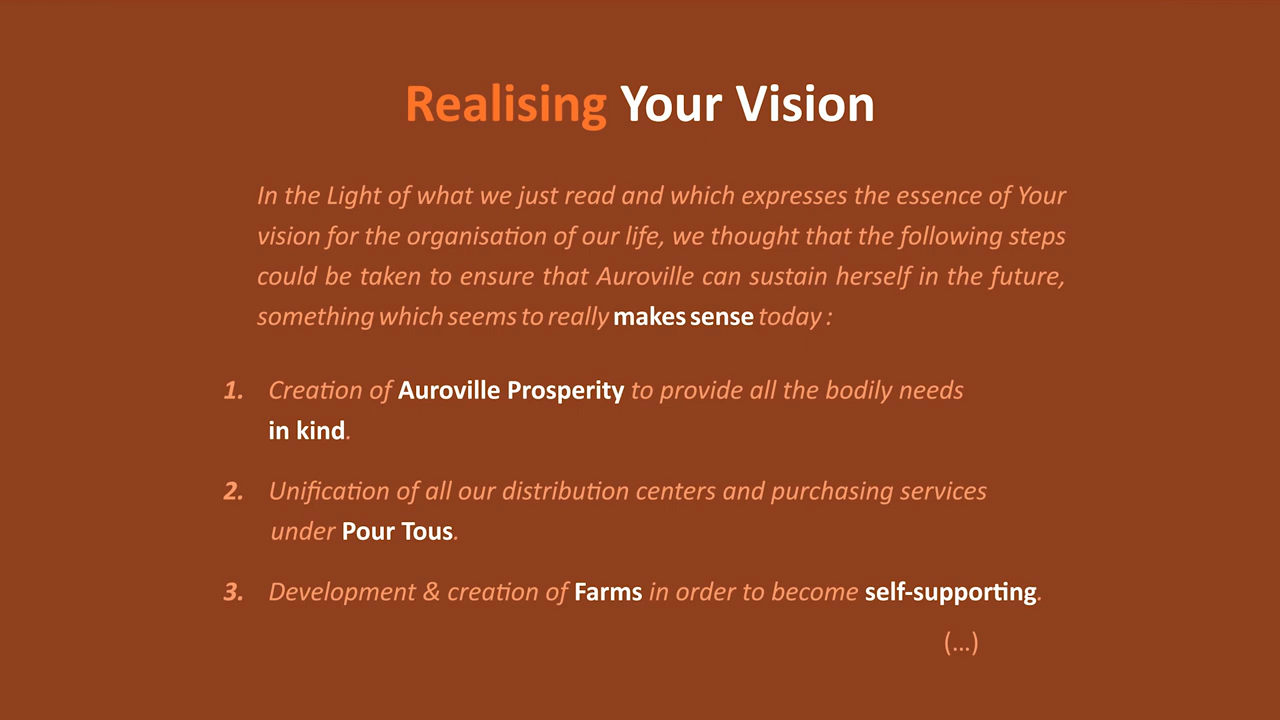 Realising Your Vision
In the Light of what we just read and which expresses the essence of Your
vision for the organisation of our life, we thought that the following steps
could be taken to ensure that Auroville can sustain herself in the future,
something which seems to really makes sense today :
1. Creation of Auroville Prosperity to provide all the bodily needs
in kind.
2. Unification of all our distribution centers and purchasing services
under Pour Tous.
3. Development & creation of Farms in order to become self-supporting.
(...)